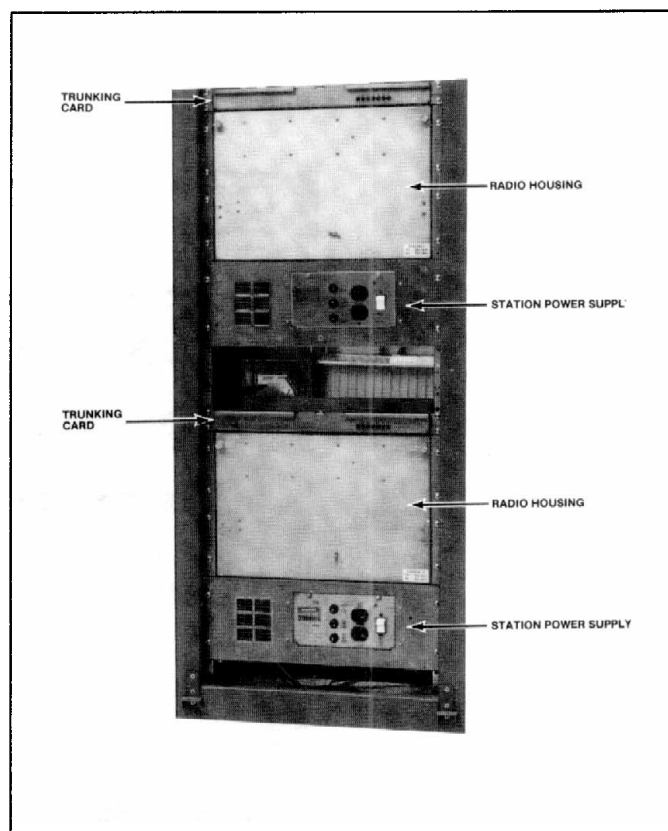 TRUNKING
CARD
RADIO HOUSING
STATION POWER SUPPL
TRUNKING
CARD
RADIO HOUSING
STATION POWER SUPPLY